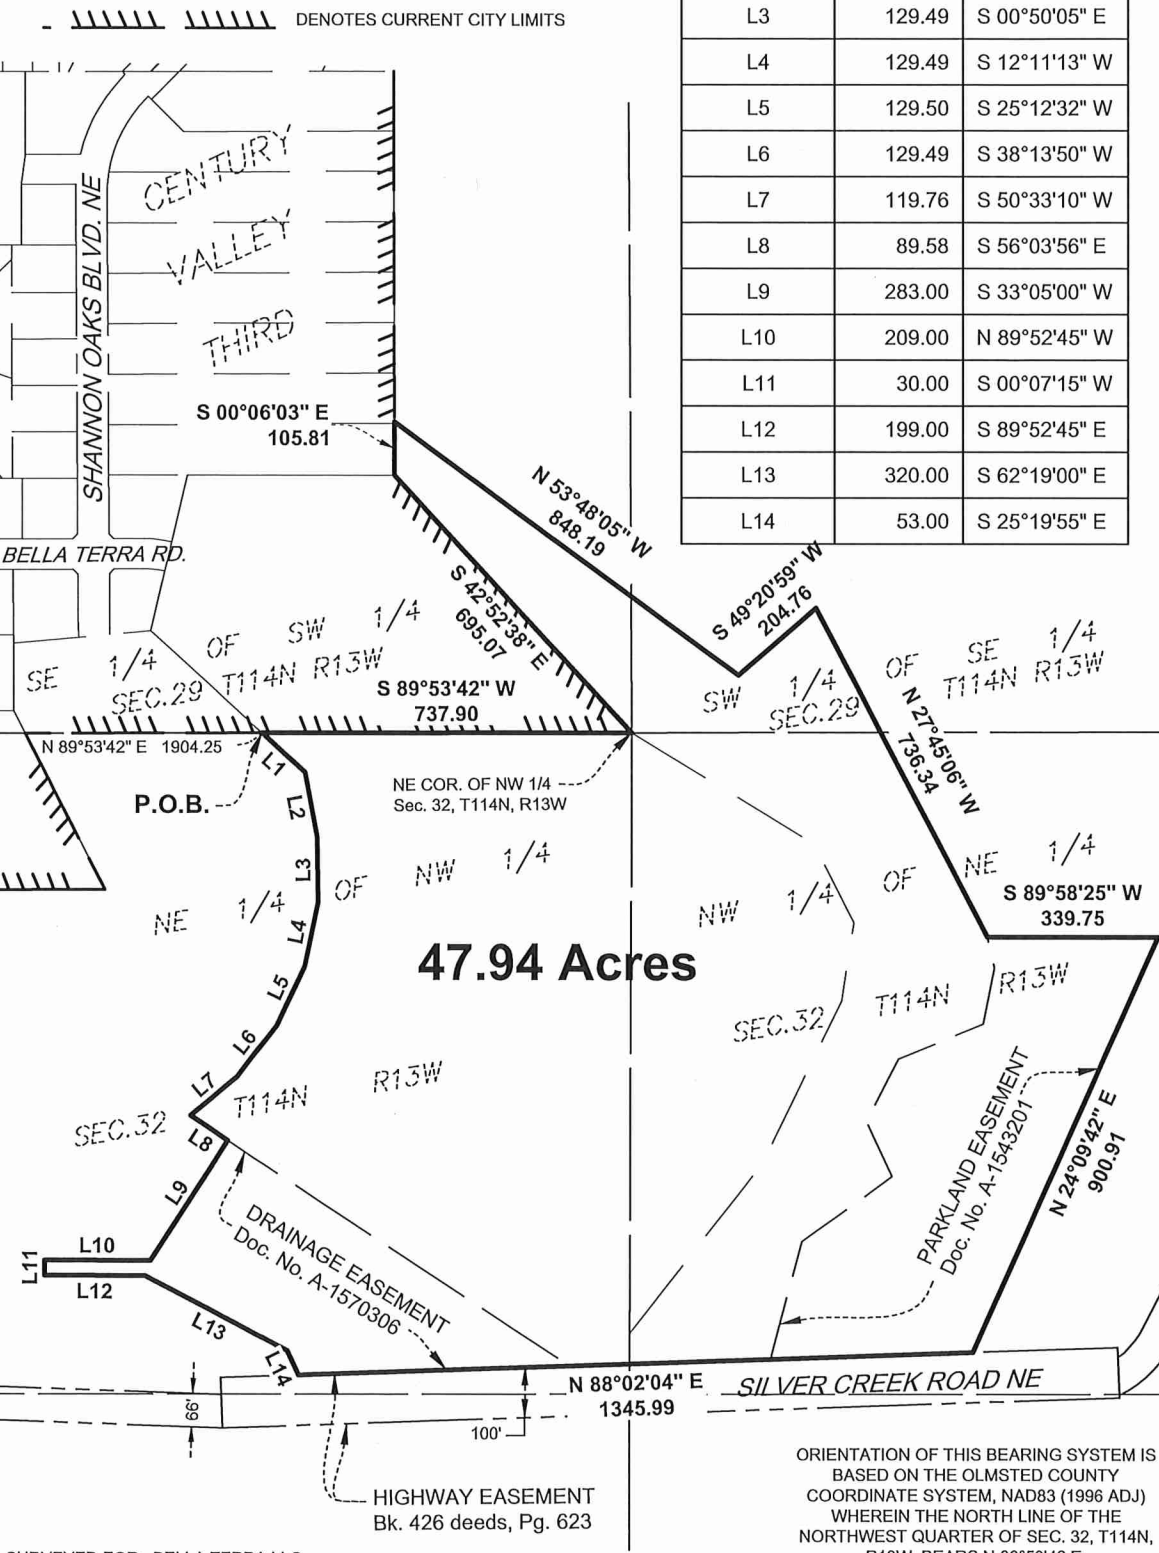 DENOTES CURRENT CITY LIMITS
L3 129.49 S 00°50'05" E
L4 129.49 S 12°11'13" W
L5 129.50 S 25°12'32" W
L6 129.49 S 38°13'50" W
L7 119.76 S 50°33'10" W
L8 89.58 S 56°03'56" E
L9 283.00 S 33°05'00" W
L10 209.00 N 89°52'45" W
L11 30.00 S 00°07'15" W
L12 199.00 S 89°52'45" E
L13 320.00 S 62°19'00" E
L14 53.00 S 25°19'55" E
CENTURY
VALLEY
THIRD
SHANNON OAKS BLVD. NE
BELLA TERRA RD.
S 00°06'03" E
105.81
N 53°48'05" W
848.19
S 42°52'38" E
695.07
S 49°20'59" W
204.76
SE 1/4 OF SW 1/4
SEC.29 T114N R13W
SW 1/4 OF SE 1/4
SEC.29 T114N R13W
S 89°53'42" W
737.90
N 89°53'42" E 1904.25
P.O.B.
NE COR. OF NW 1/4
Sec. 32, T114N, R13W
N 27°45'06" W
736.34
L1
L2
L3
L4
L5
L6
L7
L8
L9
L10
L11
L12
L13
L14
NE 1/4 OF NW 1/4
SEC.32 T114N R13W
NW 1/4 OF NE 1/4
SEC.32 T114N R13W
S 89°58'25" W
339.75
47.94 Acres
N 24°09'42" E
900.91
PARKLAND EASEMENT
Doc. No. A-1543201
DRAINAGE EASEMENT
Doc. No. A-1570306
N 88°02'04" E
1345.99
SILVER CREEK ROAD NE
66'
100'
HIGHWAY EASEMENT
Bk. 426 deeds, Pg. 623
ORIENTATION OF THIS BEARING SYSTEM IS
BASED ON THE OLMSTED COUNTY
COORDINATE SYSTEM, NAD83 (1996 ADJ)
WHEREIN THE NORTH LINE OF THE
NORTHWEST QUARTER OF SEC. 32, T114N,